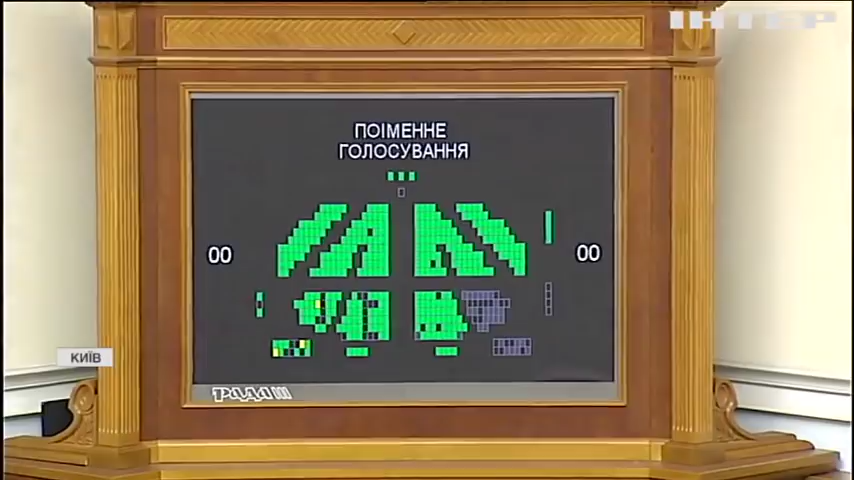 ІНТЕР
ПОІМЕННЕ
ГОЛОСУВАННЯ
00
00
КИЇВ
РАДА